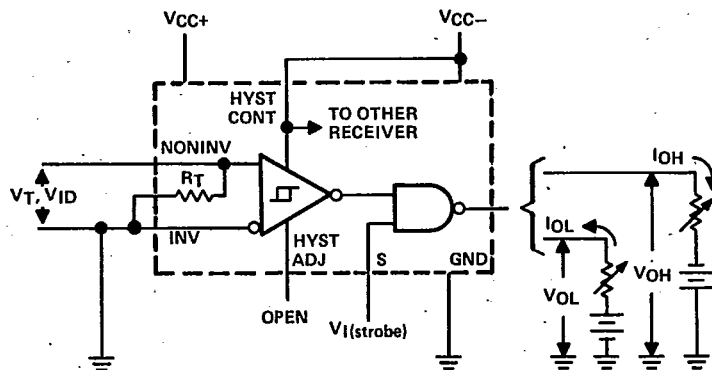 VCC+
VCC−
HYST
CONT
TO OTHER
RECEIVER
NONINV
RT
VT, VID
INV
HYST
ADJ
S
GND
OPEN
VI(strobe)
IOH
IOL
VOL
VOH